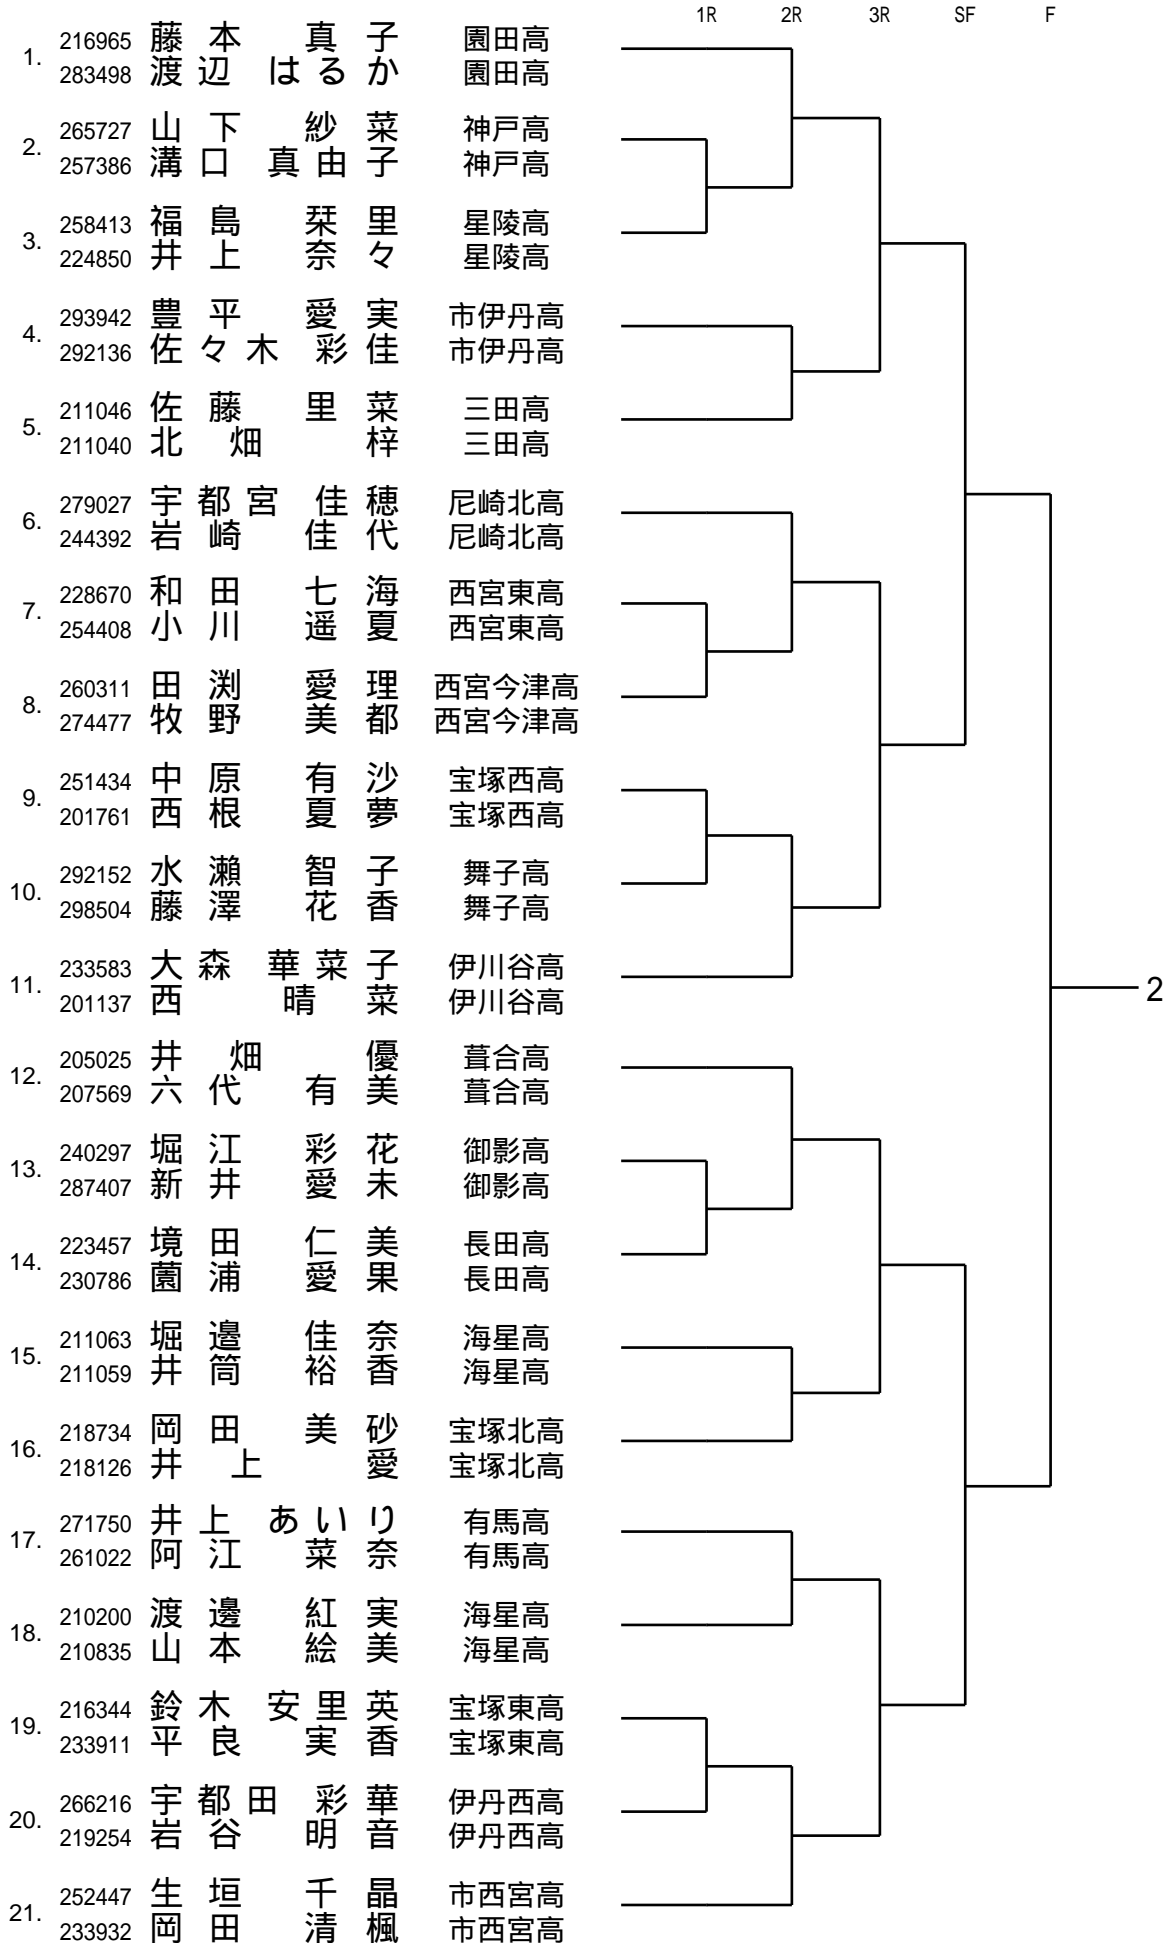 1R 2R 3R SF F
1. 216965 藤本 真子 園田高
283498 渡辺 はるか 園田高
2. 265727 山下 紗菜 神戸高
257386 溝口 真由子 神戸高
3. 258413 福島 栞里 星陵高
224850 井上 奈々 星陵高
4. 293942 豊平 愛実 市伊丹高
292136 佐々木 彩佳 市伊丹高
5. 211046 佐藤 里菜 三田高
211040 北畑 梓 三田高
6. 279027 宇都宮 佳穂 尼崎北高
244392 岩崎 佳代 尼崎北高
7. 228670 和田 七海 西宮東高
254408 小川 遥夏 西宮東高
8. 260311 田渕 愛理 西宮今津高
274477 牧野 美都 西宮今津高
9. 251434 中原 有沙 宝塚西高
201761 西根 夏夢 宝塚西高
10. 292152 水瀬 智子 舞子高
298504 藤澤 花香 舞子高
11. 233583 大森 華菜子 伊川谷高
201137 西 晴菜 伊川谷高
2
12. 205025 井畑 優 葺合高
207569 六代 有美 葺合高
13. 240297 堀江 彩花 御影高
287407 新井 愛未 御影高
14. 223457 境田 仁美 長田高
230786 薗浦 愛果 長田高
15. 211063 堀邉 佳奈 海星高
211059 井筒 裕香 海星高
16. 218734 岡田 美砂 宝塚北高
218126 井上 愛 宝塚北高
17. 271750 井上 あいり 有馬高
261022 阿江 菜奈 有馬高
18. 210200 渡邊 紅実 海星高
210835 山本 絵美 海星高
19. 216344 鈴木 安里英 宝塚東高
233911 平良 実香 宝塚東高
20. 266216 宇都田 彩華 伊丹西高
219254 岩谷 明音 伊丹西高
21. 252447 生垣 千晶 市西宮高
233932 岡田 清楓 市西宮高